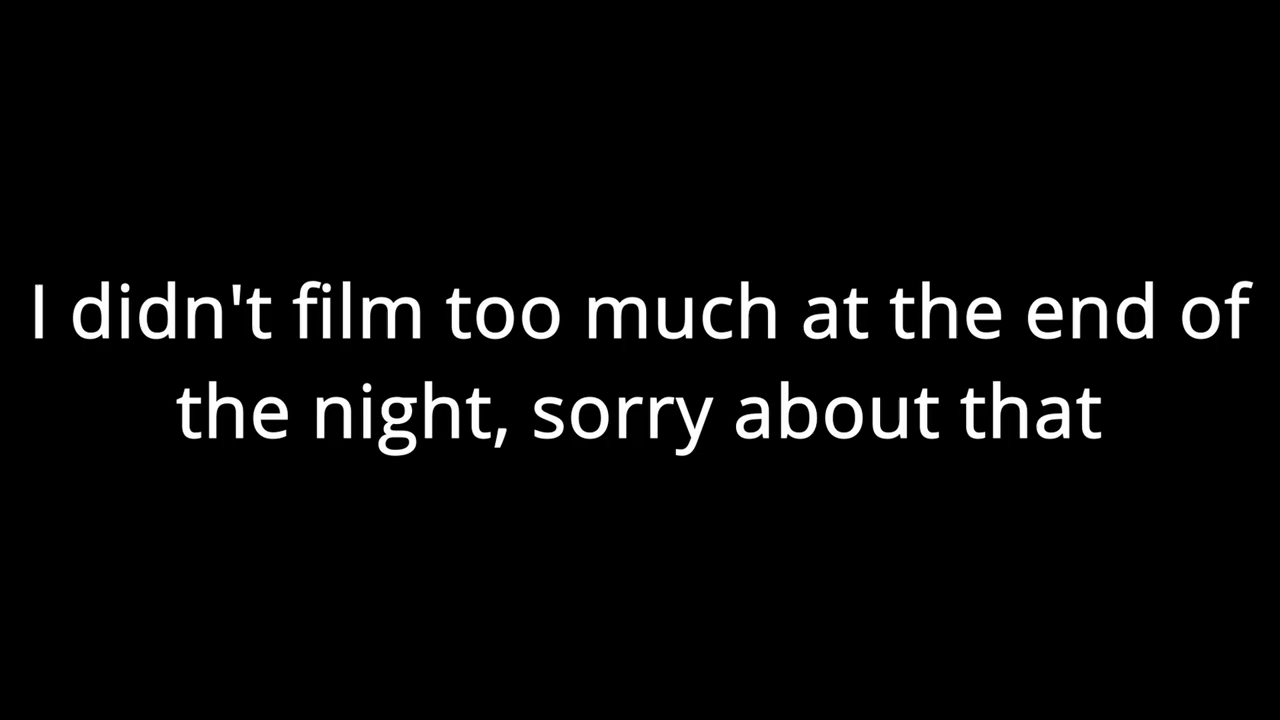 I didn't film too much at the end of
the night, sorry about that